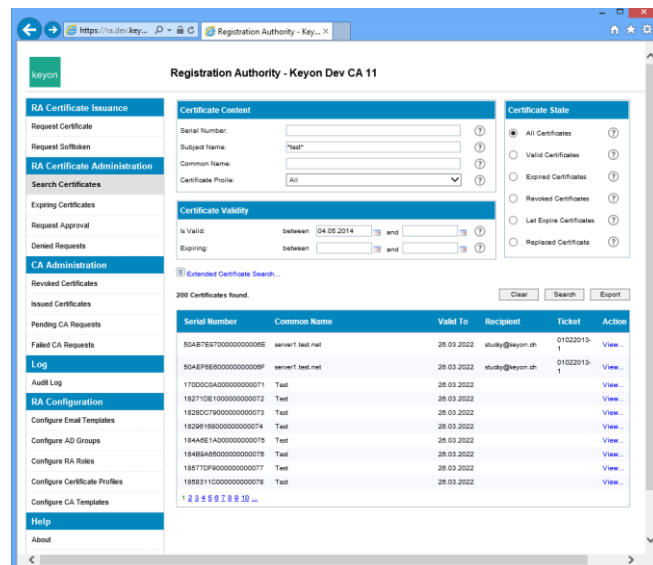 https://ra.dev.key...
Registration Authority - Key...
keyon
Registration Authority - Keyon Dev CA 11
RA Certificate Issuance
Request Certificate
Request Softtoken
RA Certificate Administration
Search Certificates
Expiring Certificates
Request Approval
Denied Requests
CA Administration
Revoked Certificates
Issued Certificates
Pending CA Requests
Failed CA Requests
Log
Audit Log
RA Configuration
Configure Email Templates
Configure AD Groups
Configure RA Roles
Configure Certificate Profiles
Configure CA Templates
Help
About
Certificate Content
Serial Number:
Subject Name: *test*
Common Name:
Certificate Profile: All
Certificate State
All Certificates
Valid Certificates
Expired Certificates
Revoked Certificates
Let Expire Certificates
Replaced Certificate
Certificate Validity
Is Valid: between 04.05.2014 and
Expiring: between and
Extended Certificate Search...
200 Certificates found.
Clear Search Export
Serial Number Common Name Valid To Recipient Ticket Action
server1.test.net 26.03.2022 studky@keyon.ch 01022013-1 View...
server1.test.net 26.03.2022 studky@keyon.ch 01022013-1 View...
170D0C0A000000000071 Test 26.03.2022 View...
18271DE1000000000072 Test 26.03.2022 View...
1828DC79000000000073 Test 26.03.2022 View...
18296168000000000074 Test 26.03.2022 View...
184A6E1A000000000075 Test 26.03.2022 View...
184B9A65000000000076 Test 26.03.2022 View...
18577DF9000000000077 Test 26.03.2022 View...
1858311C000000000078 Test 26.03.2022 View...
1 2 3 4 5 6 7 8 9 10 ...